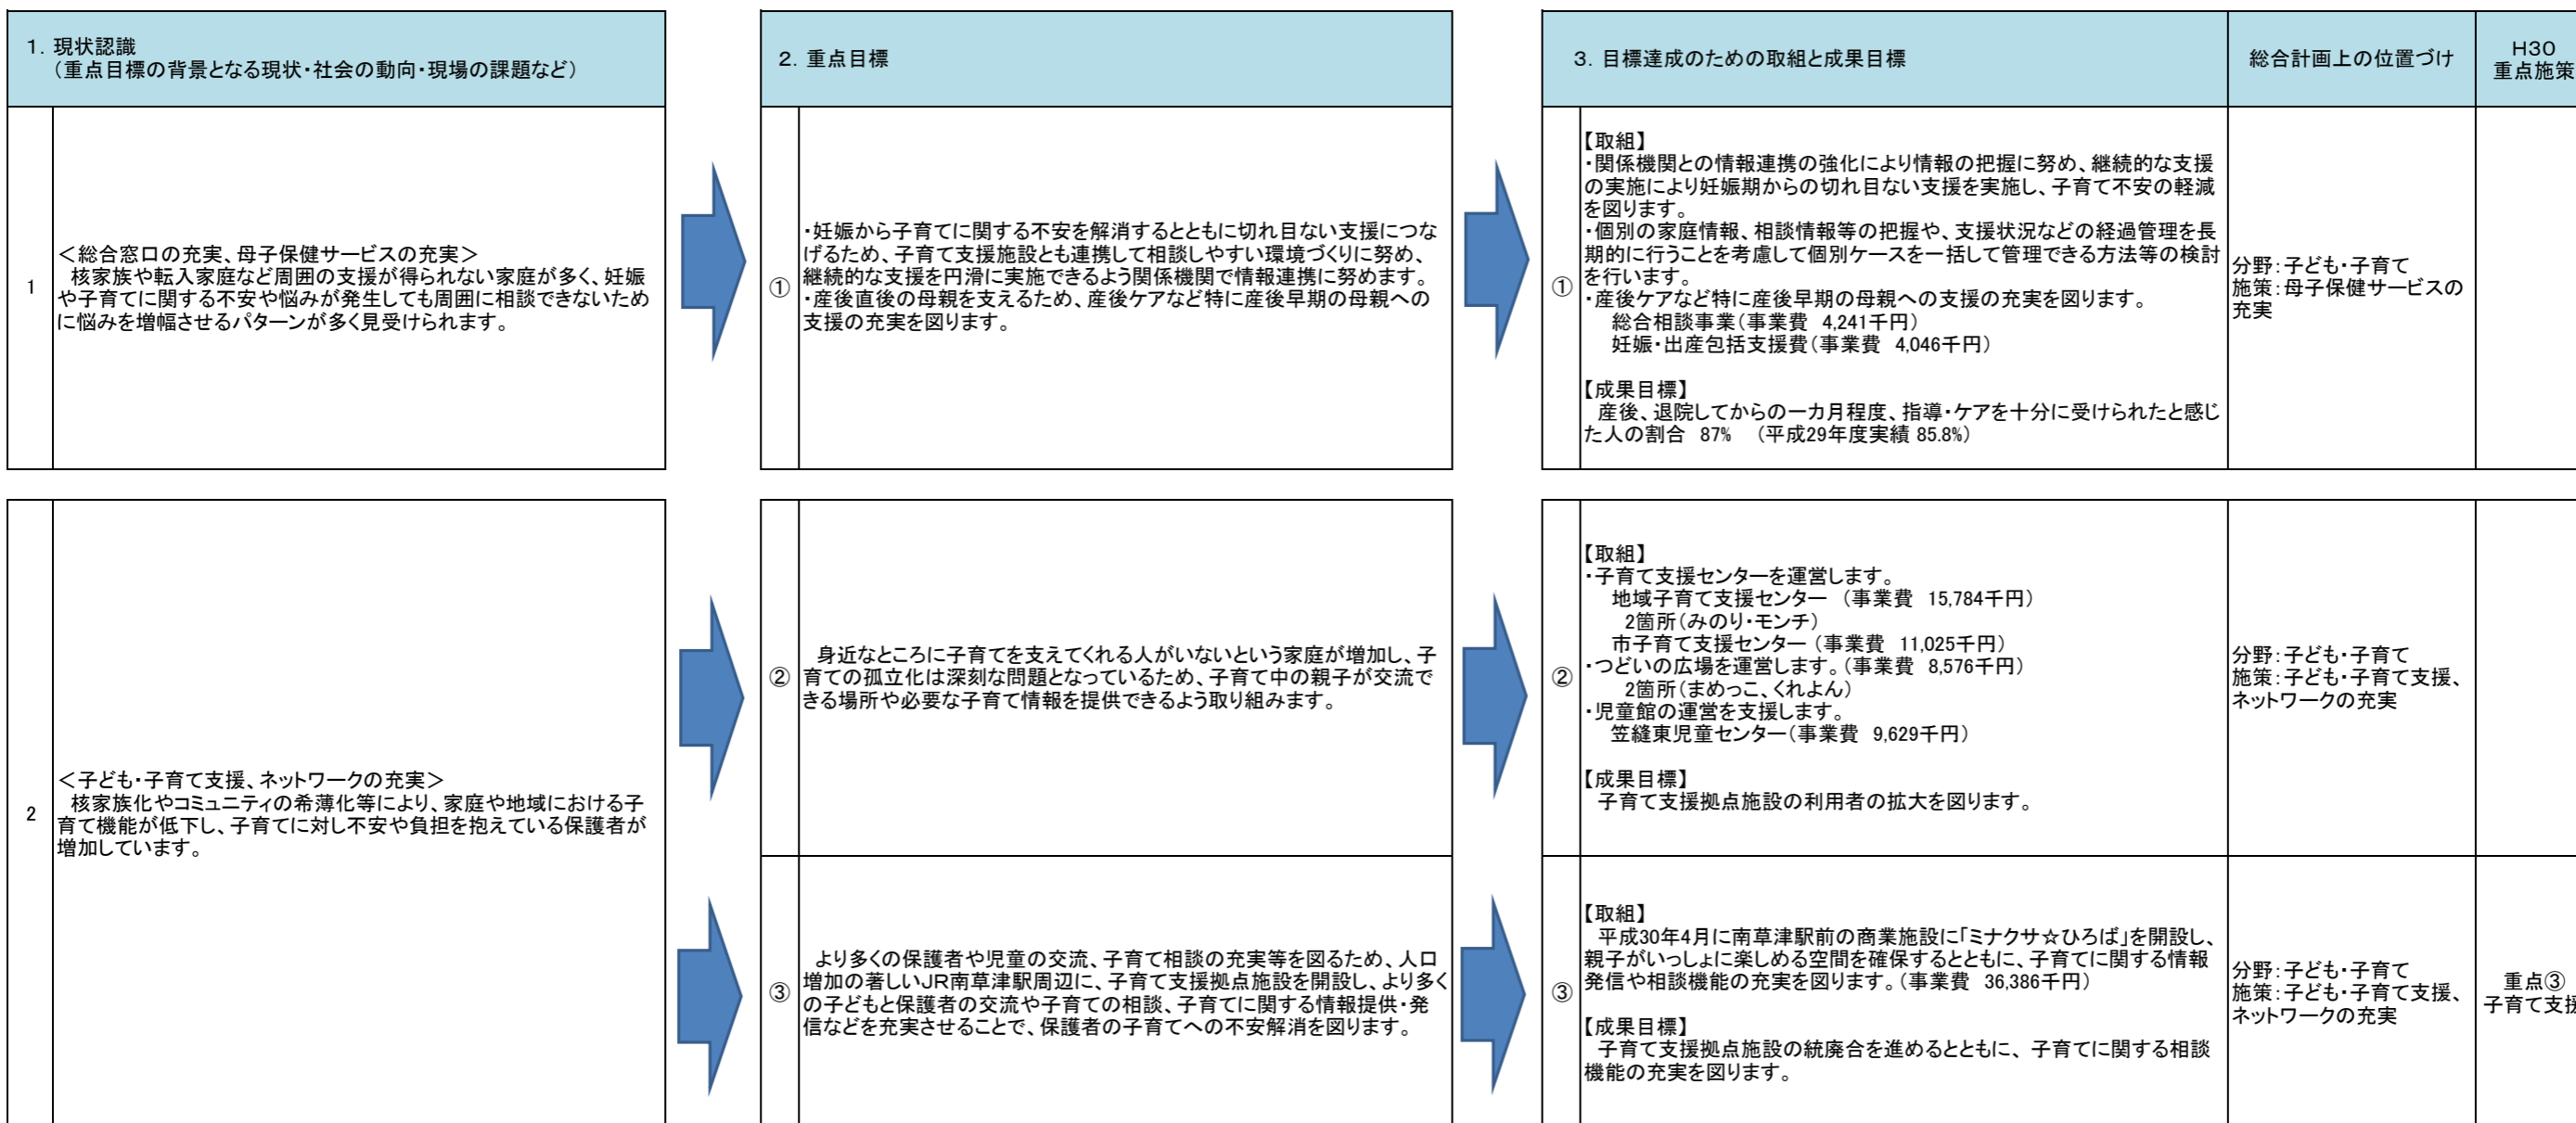 1. 現状認識
（重点目標の背景となる現状・社会の動向・現場の課題など）
2. 重点目標
3. 目標達成のための取組と成果目標
総合計画上の位置づけ
H30
重点施策
1
＜総合窓口の充実、母子保健サービスの充実＞
核家族や転入家庭など周囲の支援が得られない家庭が多く、妊娠
や子育てに関する不安や悩みが発生しても周囲に相談できないため
に悩みを増幅させるパターンが多く見受けられます。
①
・妊娠から子育てに関する不安を解消するとともに切れ目ない支援につな
げるため、子育て支援施設とも連携して相談しやすい環境づくりに努め、
継続的な支援を円滑に実施できるよう関係機関で情報連携に努めます。
・産後直後の母親を支えるため、産後ケアなど特に産後早期の母親への
支援の充実を図ります。
①
【取組】
・関係機関との情報連携の強化により情報の把握に努め、継続的な支援
の実施により妊娠期からの切れ目ない支援を実施し、子育て不安の軽減
を図ります。
・個別の家庭情報、相談情報等の把握や、支援状況などの経過管理を長
期的に行うことを考慮して個別ケースを一括して管理できる方法等の検討
を行います。
・産後ケアなど特に産後早期の母親への支援の充実を図ります。
総合相談事業（事業費 4,241千円）
妊娠・出産包括支援費（事業費 4,046千円）
【成果目標】
産後、退院してからの一カ月程度、指導・ケアを十分に受けられたと感じ
た人の割合 87% （平成29年度実績 85.8%）
分野：子ども・子育て
施策：母子保健サービスの
充実
2
＜子ども・子育て支援、ネットワークの充実＞
核家族化やコミュニティの希薄化等により、家庭や地域における子
育て機能が低下し、子育てに対し不安や負担を抱えている保護者が
増加しています。
②
身近なところに子育てを支えてくれる人がいないという家庭が増加し、子
育ての孤立化は深刻な問題となっているため、子育て中の親子が交流で
きる場所や必要な子育て情報を提供できるよう取り組みます。
②
【取組】
・子育て支援センターを運営します。
地域子育て支援センター （事業費 15,784千円）
2箇所（みのり・モンチ）
市子育て支援センター （事業費 11,025千円）
・つどいの広場を運営します。（事業費 8,576千円）
2箇所（まめっこ、くれよん）
・児童館の運営を支援します。
笠縫東児童センター（事業費 9,629千円）
【成果目標】
子育て支援拠点施設の利用者の拡大を図ります。
分野：子ども・子育て
施策：子ども・子育て支援、
ネットワークの充実
③
より多くの保護者や児童の交流、子育て相談の充実等を図るため、人口
増加の著しいJR南草津駅周辺に、子育て支援拠点施設を開設し、より多く
の子どもと保護者の交流や子育ての相談、子育てに関する情報提供・発
信などを充実させることで、保護者の子育てへの不安解消を図ります。
③
【取組】
平成30年4月に南草津駅前の商業施設に「ミナクサ☆ひろば」を開設し、
親子がいっしょに楽しめる空間を確保するとともに、子育てに関する情報
発信や相談機能の充実を図ります。（事業費 36,386千円）
【成果目標】
子育て支援拠点施設の統廃合を進めるとともに、子育てに関する相談
機能の充実を図ります。
分野：子ども・子育て
施策：子ども・子育て支援、
ネットワークの充実
重点③
子育て支援